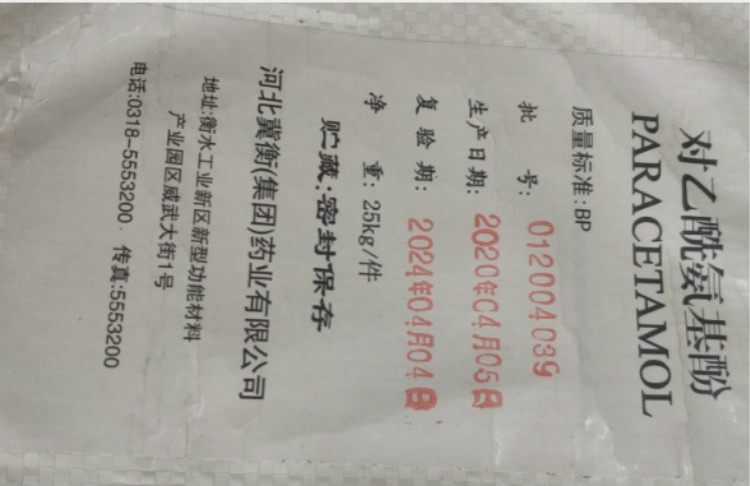 对乙酰氨基酚
PARACETAMOL
质量标准:BP
批 号: 012004039
生产日期: 2020年04月05日
复验期: 2024年04月04日
净 重: 25kg/件
贮藏:密封保存
河北冀衡(集团)药业有限公司
地址:衡水工业新区新型功能材料
产业园区威武大街1号
电话:0318-5553200 传真:5553200